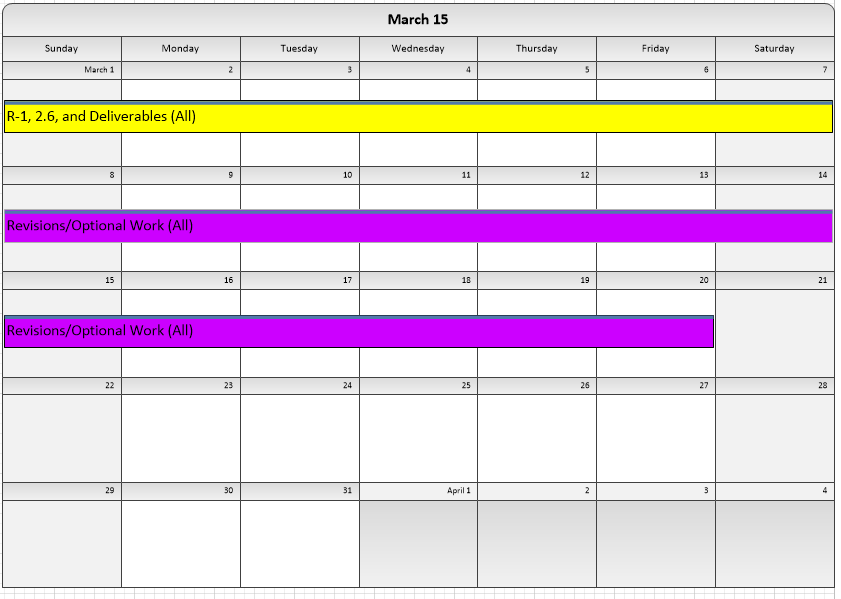 March 15
Sunday Monday Tuesday Wednesday Thursday Friday Saturday
March 1 2 3 4 5 6 7
R-1, 2.6, and Deliverables (All)
8 9 10 11 12 13 14
Revisions/Optional Work (All)
15 16 17 18 19 20 21
Revisions/Optional Work (All)
22 23 24 25 26 27 28
29 30 31 April 1 2 3 4